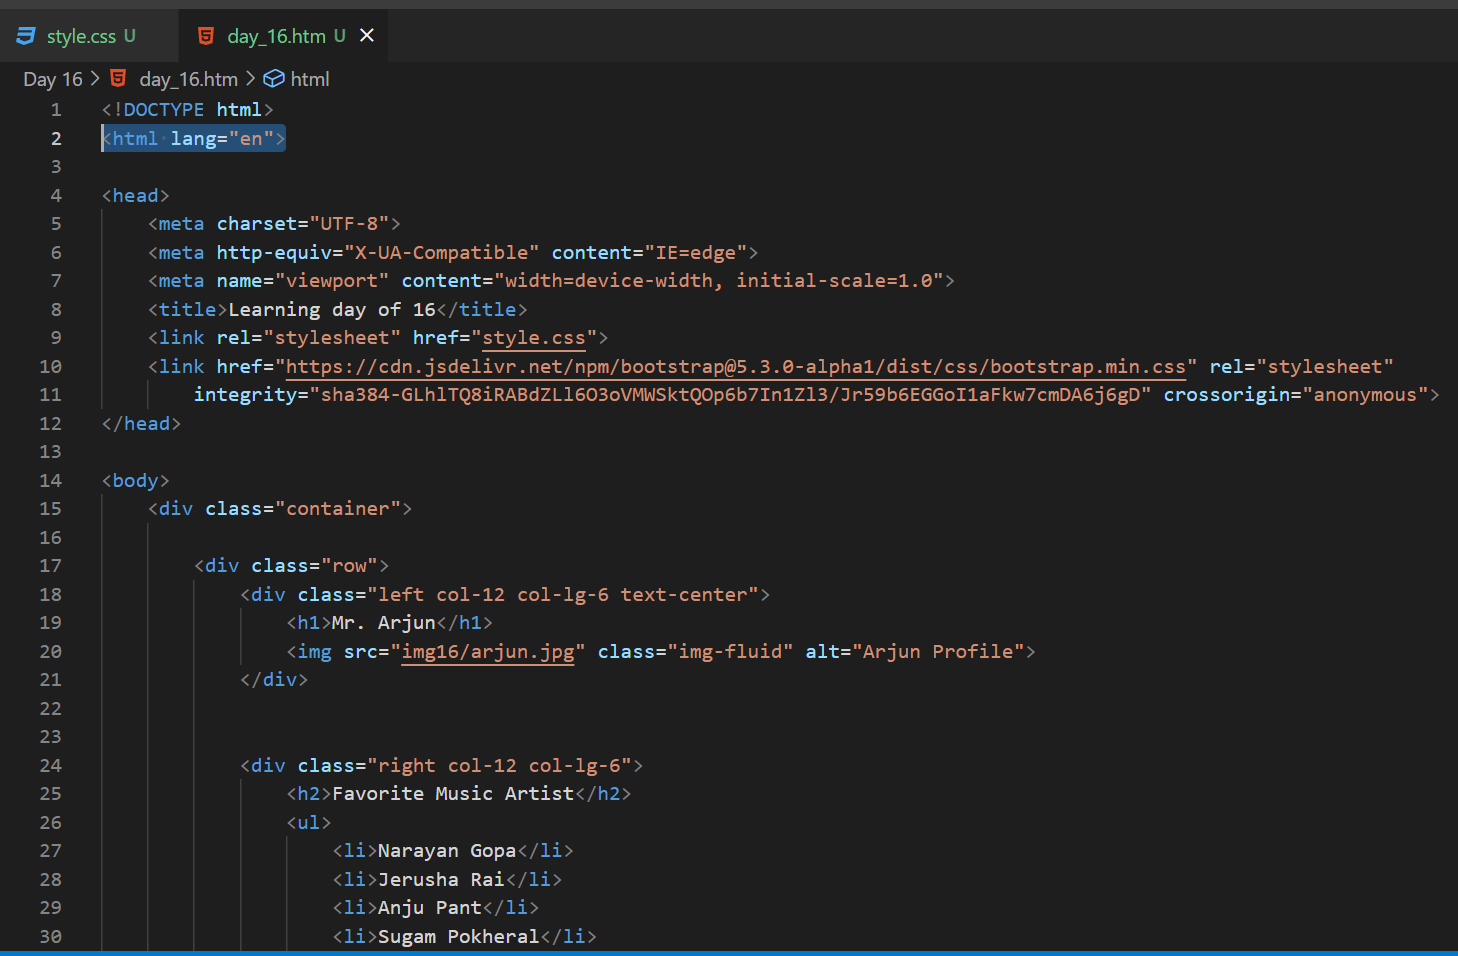 style.css U day_16.htm U
Day 16 > day_16.htm > html
1 <!DOCTYPE html>
2 <html lang="en">
3
4 <head>
5 <meta charset="UTF-8">
6 <meta http-equiv="X-UA-Compatible" content="IE=edge">
7 <meta name="viewport" content="width=device-width, initial-scale=1.0">
8 <title>Learning day of 16</title>
9 <link rel="stylesheet" href="style.css">
10 <link href="https://cdn.jsdelivr.net/npm/bootstrap@5.3.0-alpha1/dist/css/bootstrap.min.css" rel="stylesheet"
11 integrity="sha384-GLhlTQ8iRABdZLl6O3oVMWSktQOp6b7In1Zl3/Jr59b6EGGoI1aFkw7cmDA6j6gD" crossorigin="anonymous">
12 </head>
13
14 <body>
15 <div class="container">
16
17 <div class="row">
18 <div class="left col-12 col-lg-6 text-center">
19 <h1>Mr. Arjun</h1>
20 <img src="img16/arjun.jpg" class="img-fluid" alt="Arjun Profile">
21 </div>
22
23
24 <div class="right col-12 col-lg-6">
25 <h2>Favorite Music Artist</h2>
26 <ul>
27 <li>Narayan Gopa</li>
28 <li>Jerusha Rai</li>
29 <li>Anju Pant</li>
30 <li>Sugam Pokheral</li>